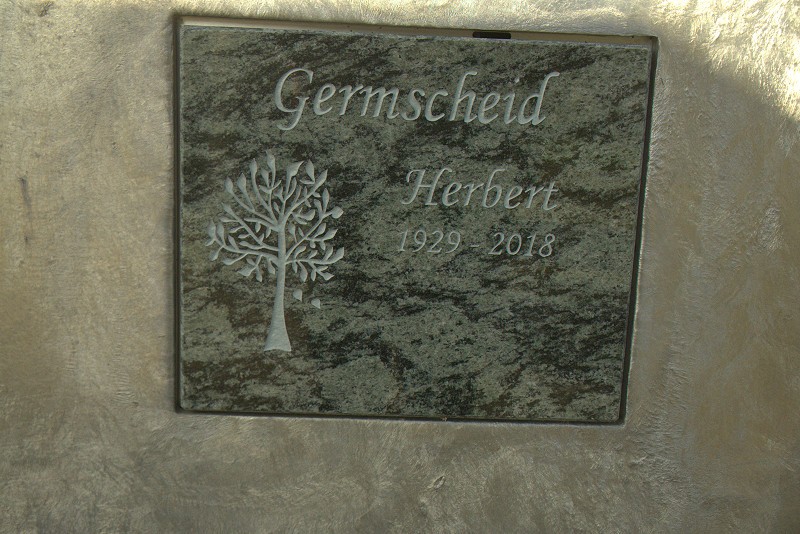 Germscheid
Herbert
1929 - 2018